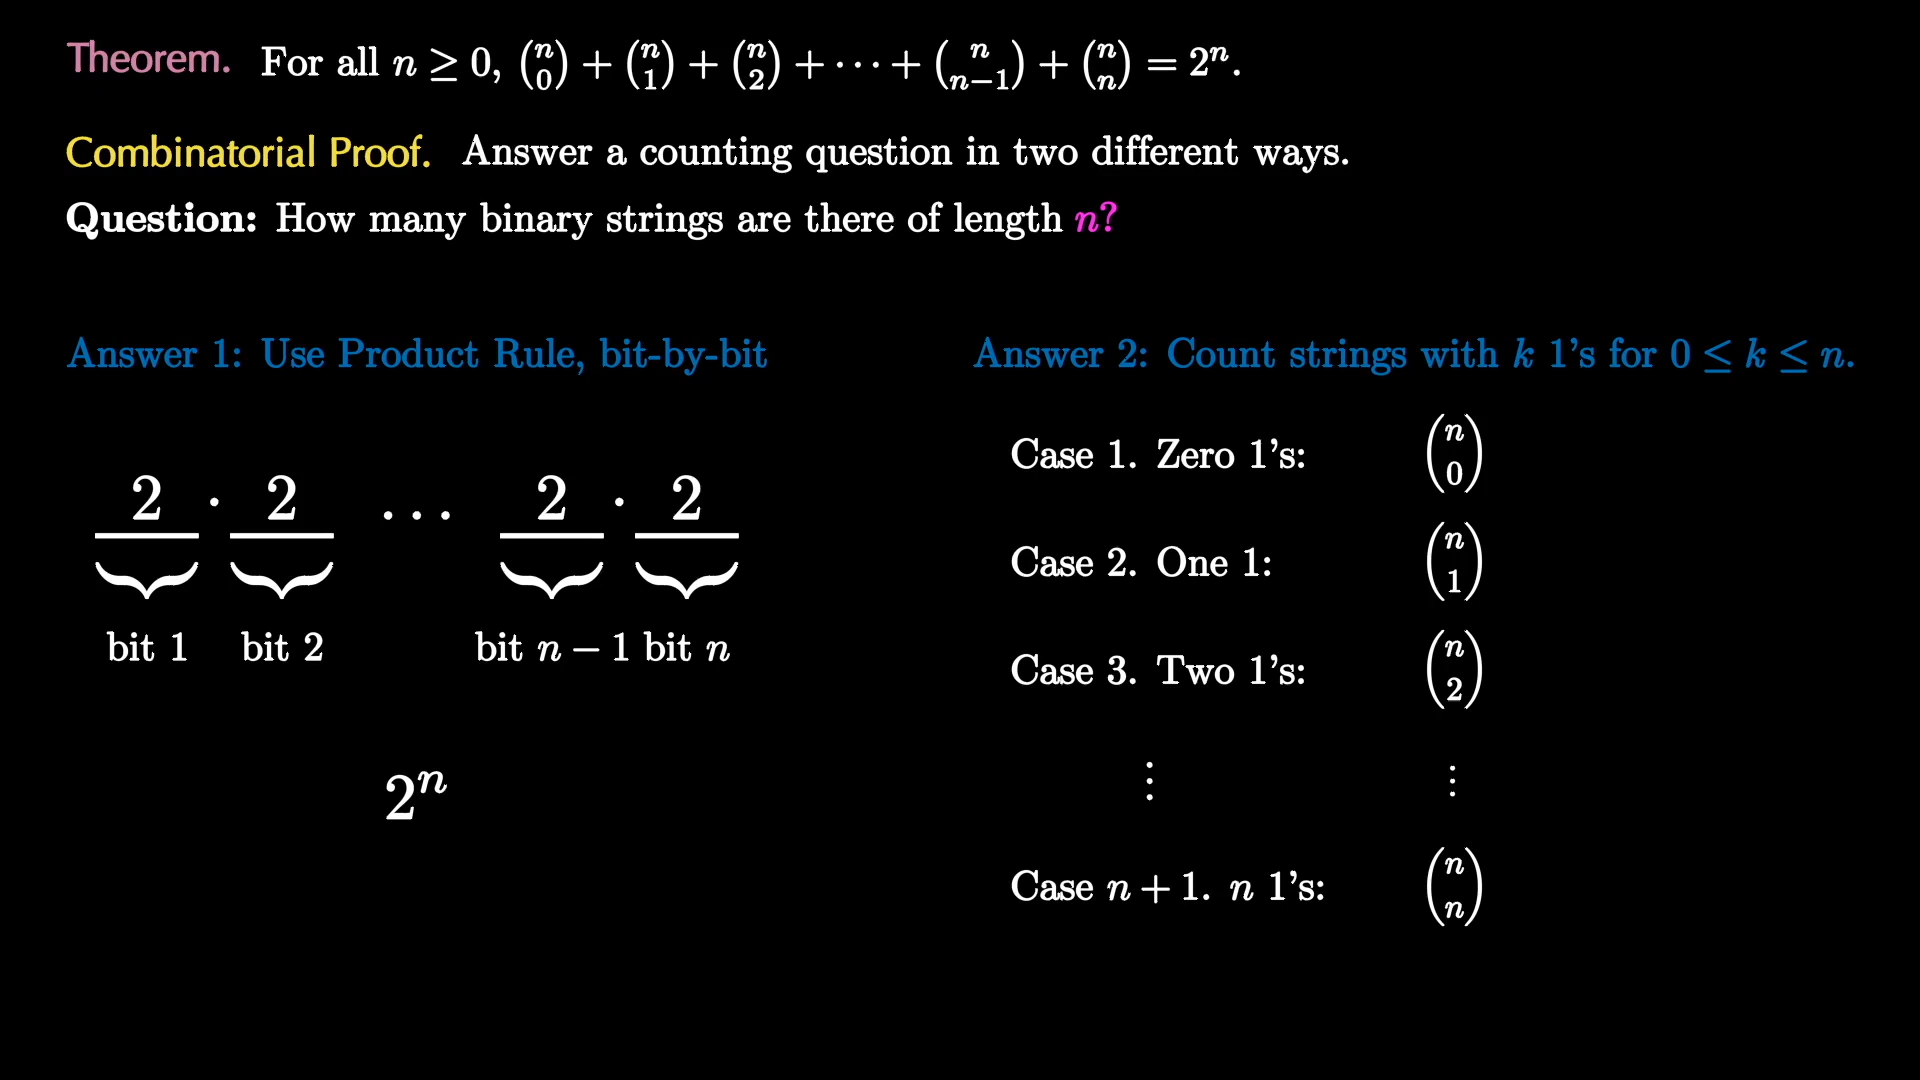 Theorem. For all n ≥ 0, (n 0) + (n 1) + (n 2) + ⋯ + (n n−1) + (n n) = 2ⁿ.
Combinatorial Proof. Answer a counting question in two different ways.
Question: How many binary strings are there of length n?
Answer 1: Use Product Rule, bit-by-bit
2 · 2 … 2 · 2
bit 1 bit 2 bit n − 1 bit n
2ⁿ
Answer 2: Count strings with k 1’s for 0 ≤ k ≤ n.
Case 1. Zero 1’s: (n 0)
Case 2. One 1: (n 1)
Case 3. Two 1’s: (n 2)
⋮ ⋮
Case n + 1. n 1’s: (n n)